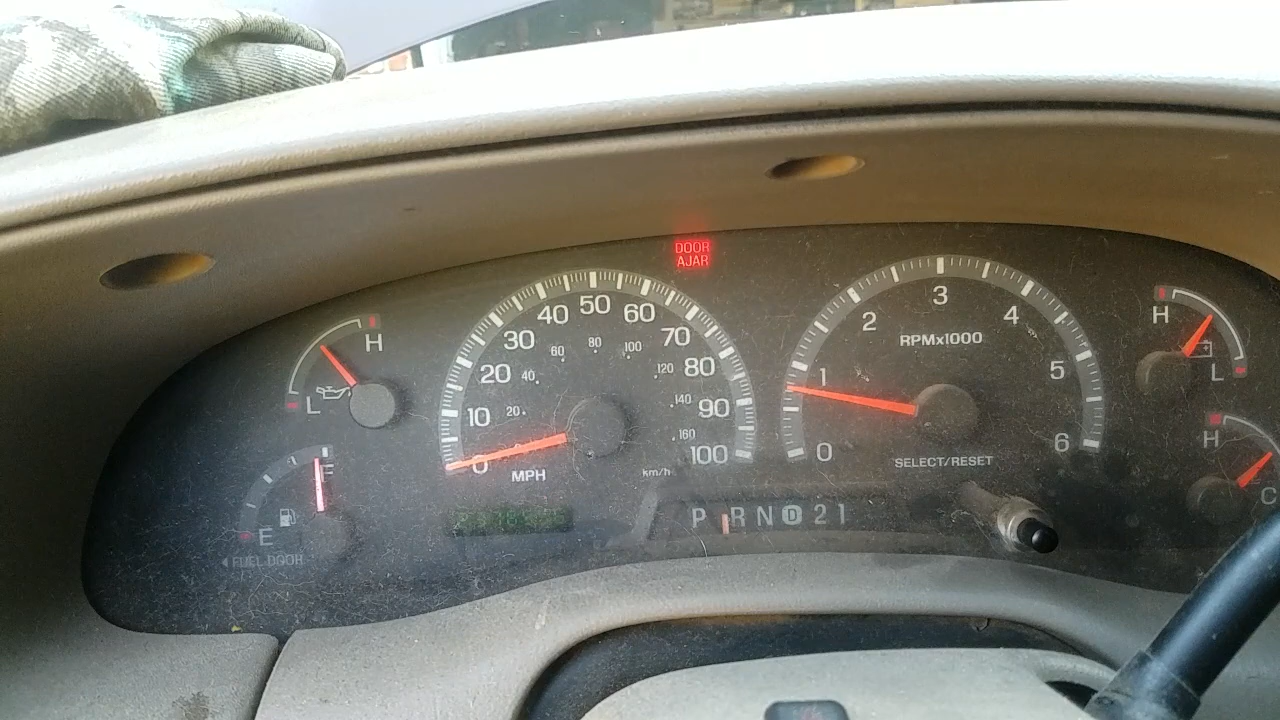 DOOR
AJAR
H
L
F
E
◀ FUEL DOOR
0
10
20
30
40
50
60
70
80
90
100
20
40
60
80
100
120
140
160
MPH
km/h
0
1
2
3
4
5
6
RPMx1000
SELECT/RESET
P R N D 2 1
H
L
H
C